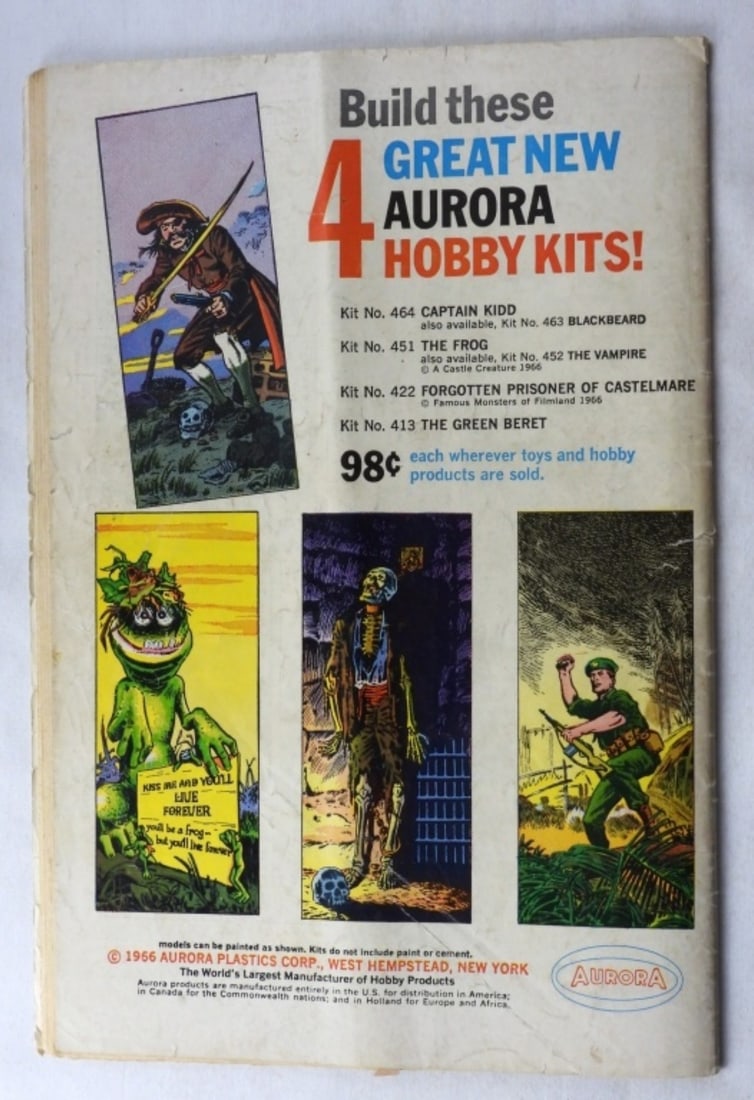 Build these
4 GREAT NEW
AURORA
HOBBY KITS!
Kit No. 464 CAPTAIN KIDD
also available, Kit No. 463 BLACKBEARD
Kit No. 451 THE FROG
also available, Kit No. 452 THE VAMPIRE
© A Castle Creature 1966
Kit No. 422 FORGOTTEN PRISONER OF CASTELMARE
© Famous Monsters of Filmland 1966
Kit No. 413 THE GREEN BERET
98¢ each wherever toys and hobby
products are sold.
KISS ME AND YOU'LL
LIVE
FOREVER
you'll be a frog-
but you'll live forever
models can be painted as shown. Kits do not include paint or cement.
© 1966 AURORA PLASTICS CORP., WEST HEMPSTEAD, NEW YORK
The World's Largest Manufacturer of Hobby Products
Aurora products are manufactured entirely in the U.S. for distribution in America;
in Canada for the Commonwealth nations; and in Holland for Europe and Africa.
AURORA